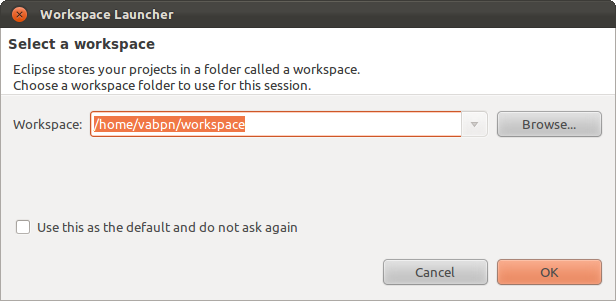 Workspace Launcher
Select a workspace
Eclipse stores your projects in a folder called a workspace.
Choose a workspace folder to use for this session.
Workspace: /home/vabpn/workspace Browse...
Use this as the default and do not ask again
Cancel OK